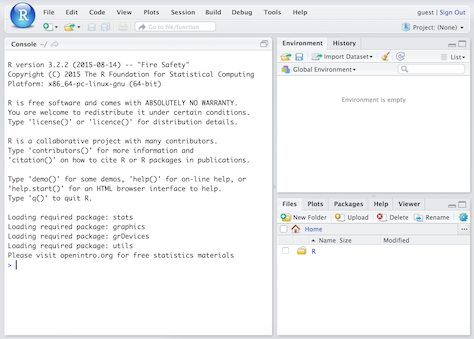 R
File Edit Code View Plots Session Build Debug Tools Help
guest | Sign Out
Go to file/function
Project: (None)
Console ~/
R version 3.2.2 (2015-08-14) -- "Fire Safety"
Copyright (C) 2015 The R Foundation for Statistical Computing
Platform: x86_64-pc-linux-gnu (64-bit)
R is free software and comes with ABSOLUTELY NO WARRANTY.
You are welcome to redistribute it under certain conditions.
Type 'license()' or 'licence()' for distribution details.
R is a collaborative project with many contributors.
Type 'contributors()' for more information and
'citation()' on how to cite R or R packages in publications.
Type 'demo()' for some demos, 'help()' for on-line help, or
'help.start()' for an HTML browser interface to help.
Type 'q()' to quit R.
Loading required package: stats
Loading required package: graphics
Loading required package: grDevices
Loading required package: utils
Please visit openintro.org for free statistics materials
>
Environment History
Import Dataset List
Global Environment
Environment is empty
Files Plots Packages Help Viewer
New Folder Upload Delete Rename
Home
Name Size Modified
R